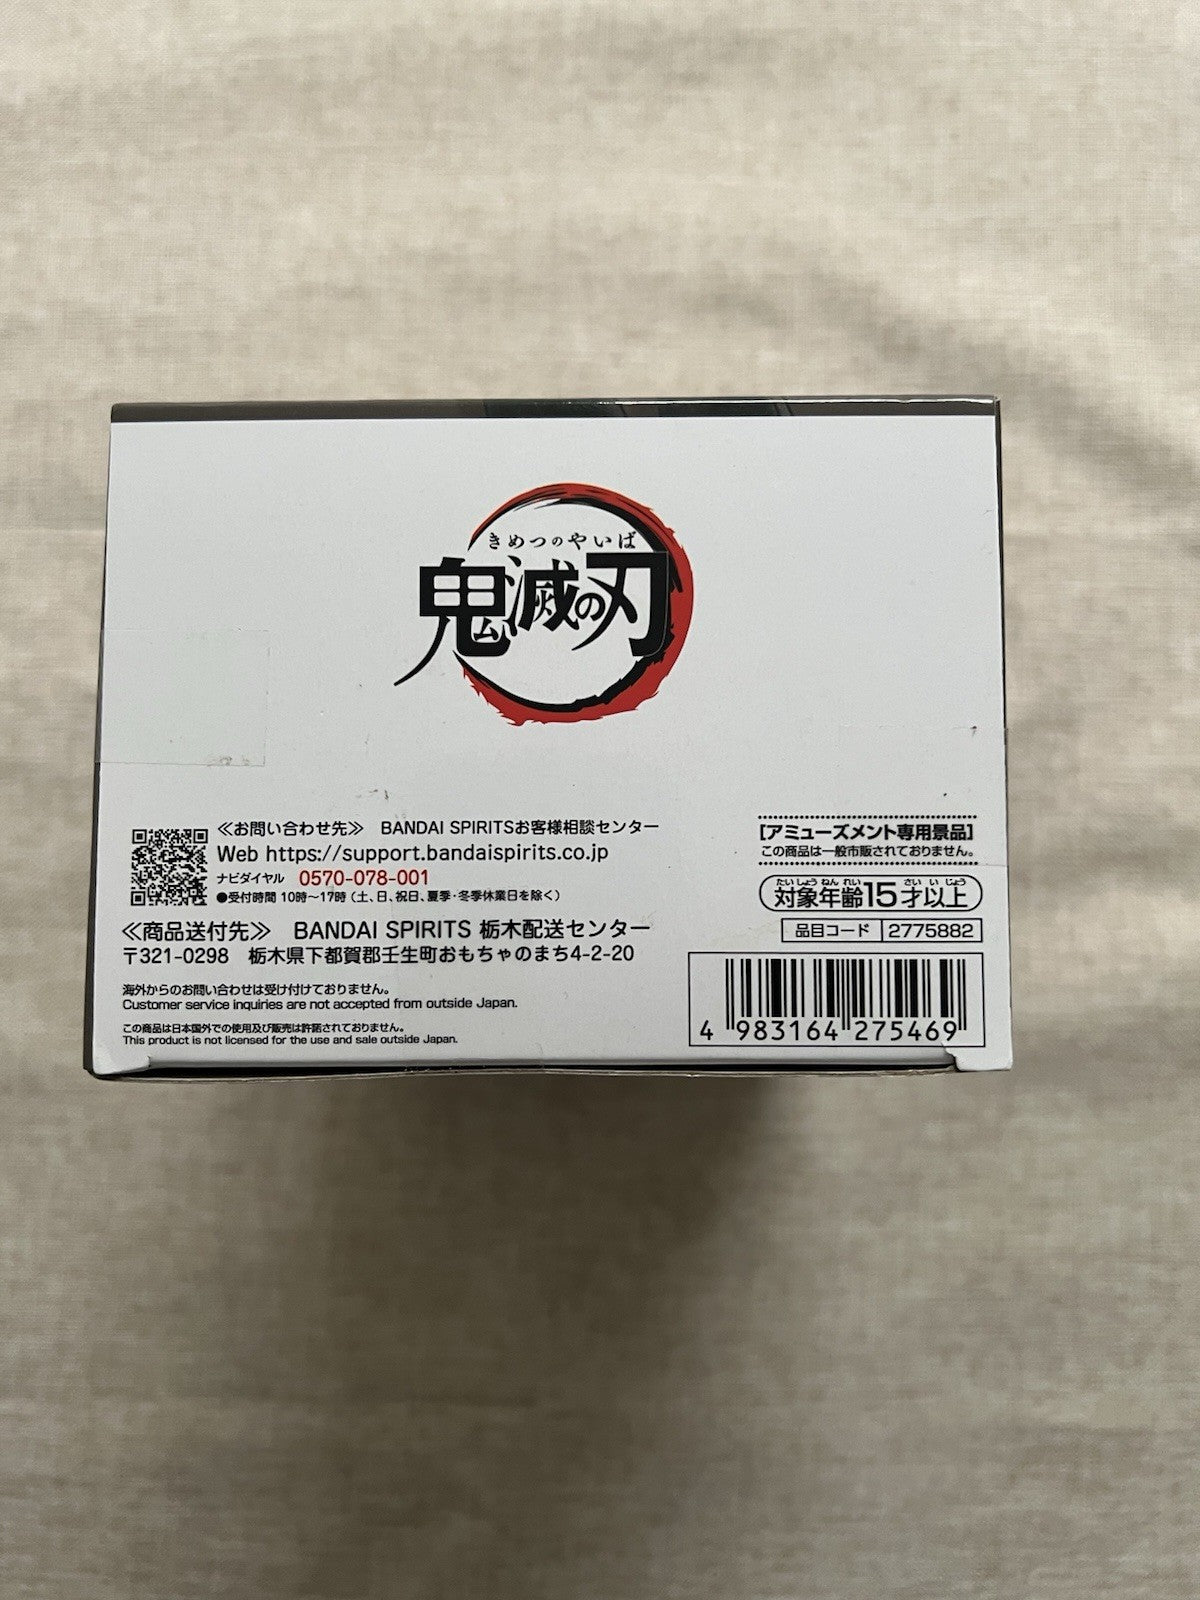 きめつのやいば
鬼滅の刃
≪お問い合わせ先≫ BANDAI SPIRITSお客様相談センター
Web https://support.bandaispirits.co.jp
ナビダイヤル 0570-078-001
●受付時間 10時〜17時(土、日、祝日、夏季・冬季休業日を除く)
≪商品送付先≫ BANDAI SPIRITS 栃木配送センター
〒321-0298 栃木県下都賀郡壬生町おもちゃのまち4-2-20
海外からのお問い合わせは受け付けておりません。
Customer service inquiries are not accepted from outside Japan.
この商品は日本国外での使用及び販売は許諾されておりません。
This product is not licensed for the use and sale outside Japan.
[アミューズメント専用景品]
この商品は一般市販されておりません。
たいしょう ねん れい さい い じょう
対象年齢15才以上
品目コード 2775882
4 983164 275469